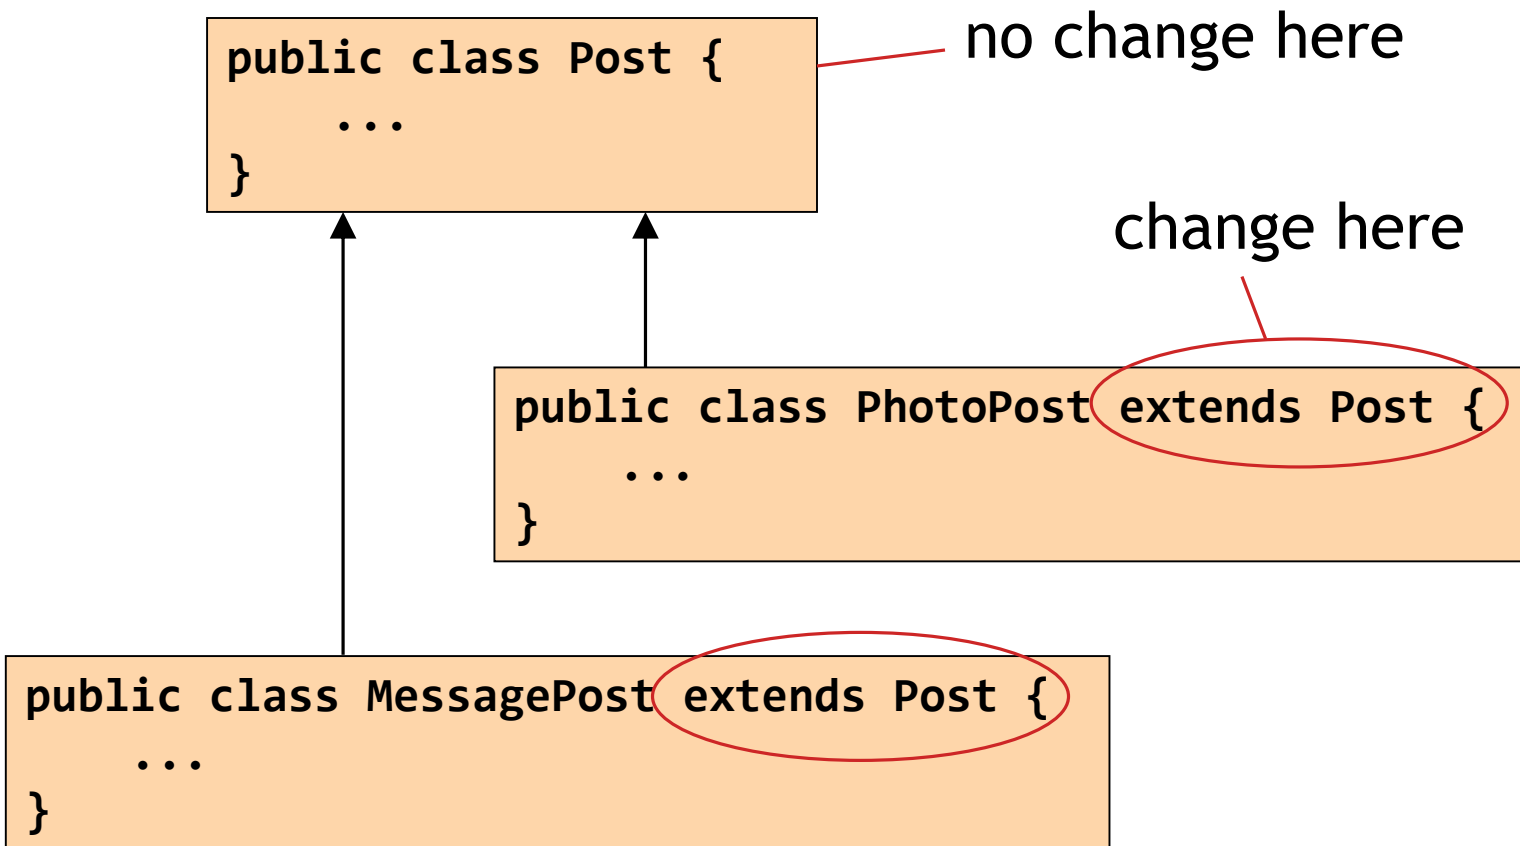 public class Post {
...
}
no change here
change here
public class PhotoPost extends Post {
...
}
public class MessagePost extends Post {
...
}